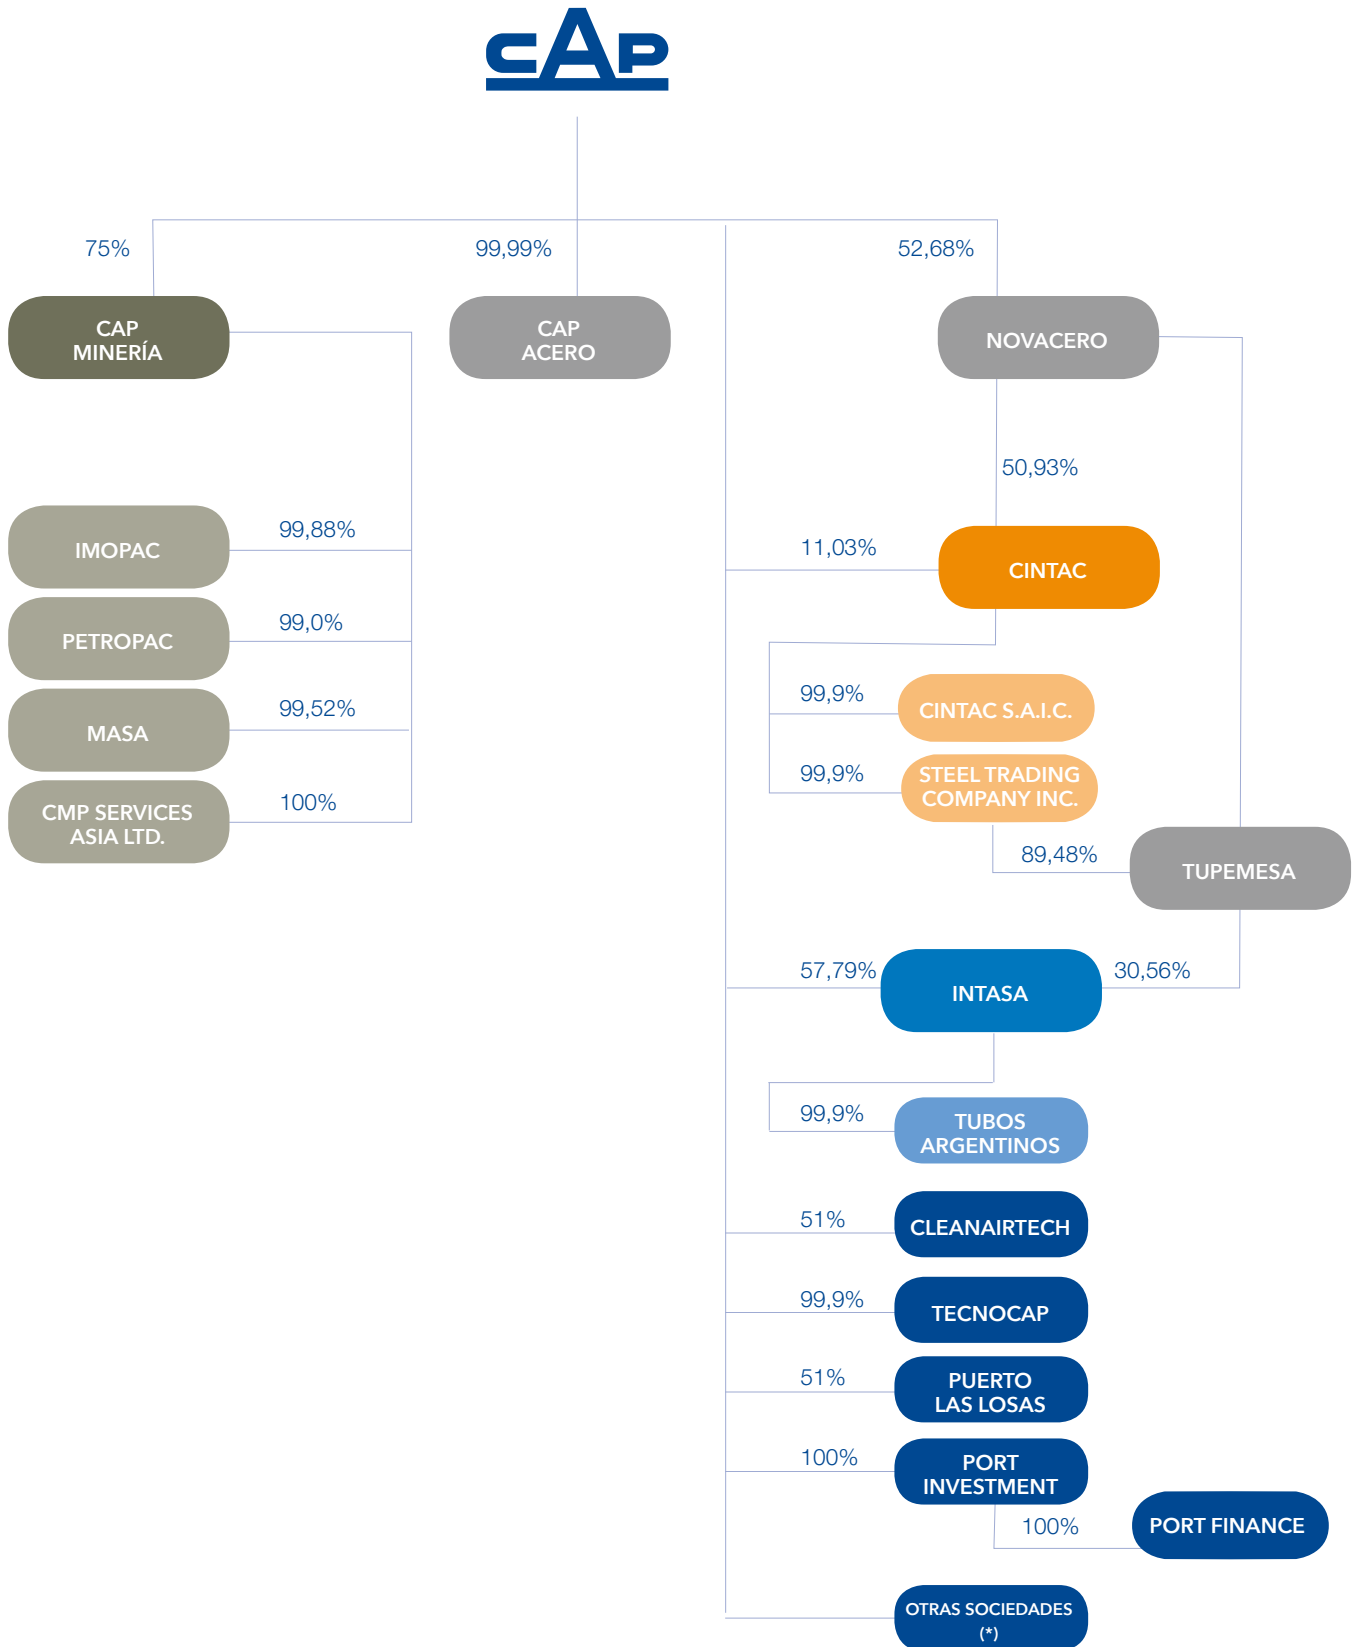 CAP
75%
99,99%
52,68%
CAP
MINERÍA
CAP
ACERO
NOVACERO
50,93%
IMOPAC
99,88%
11,03%
CINTAC
PETROPAC
99,0%
MASA
99,52%
99,9%
CINTAC S.A.I.C.
CMP SERVICES
ASIA LTD.
100%
99,9%
STEEL TRADING
COMPANY INC.
89,48%
TUPEMESA
57,79%
INTASA
30,56%
99,9%
TUBOS
ARGENTINOS
51%
CLEANAIRTECH
99,9%
TECNOCAP
51%
PUERTO
LAS LOSAS
100%
PORT
INVESTMENT
100%
PORT FINANCE
OTRAS SOCIEDADES
(*)